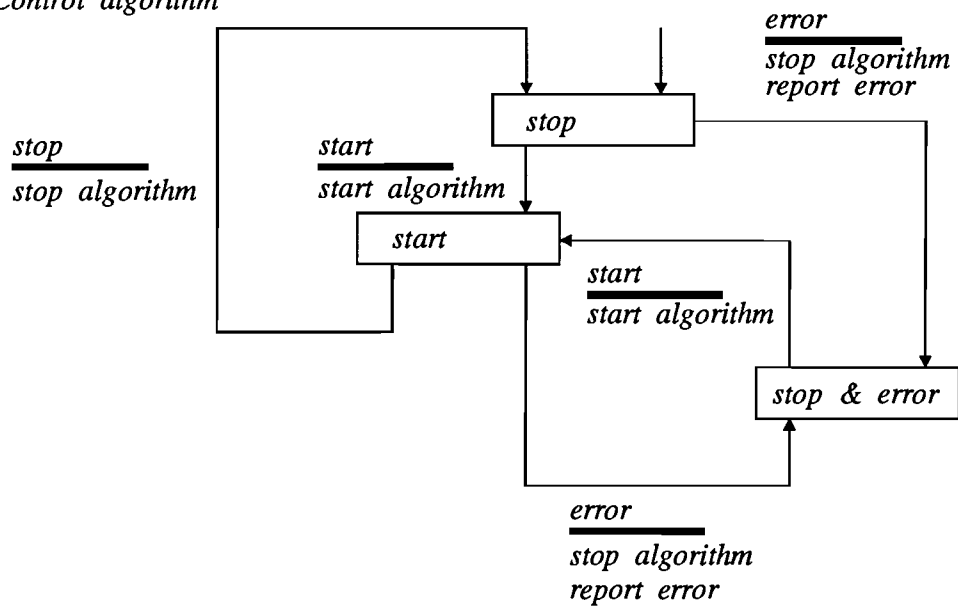 Control algorithm
error
stop algorithm
report error
stop
stop
stop algorithm
start
start algorithm
start
start
start algorithm
stop & error
error
stop algorithm
report error